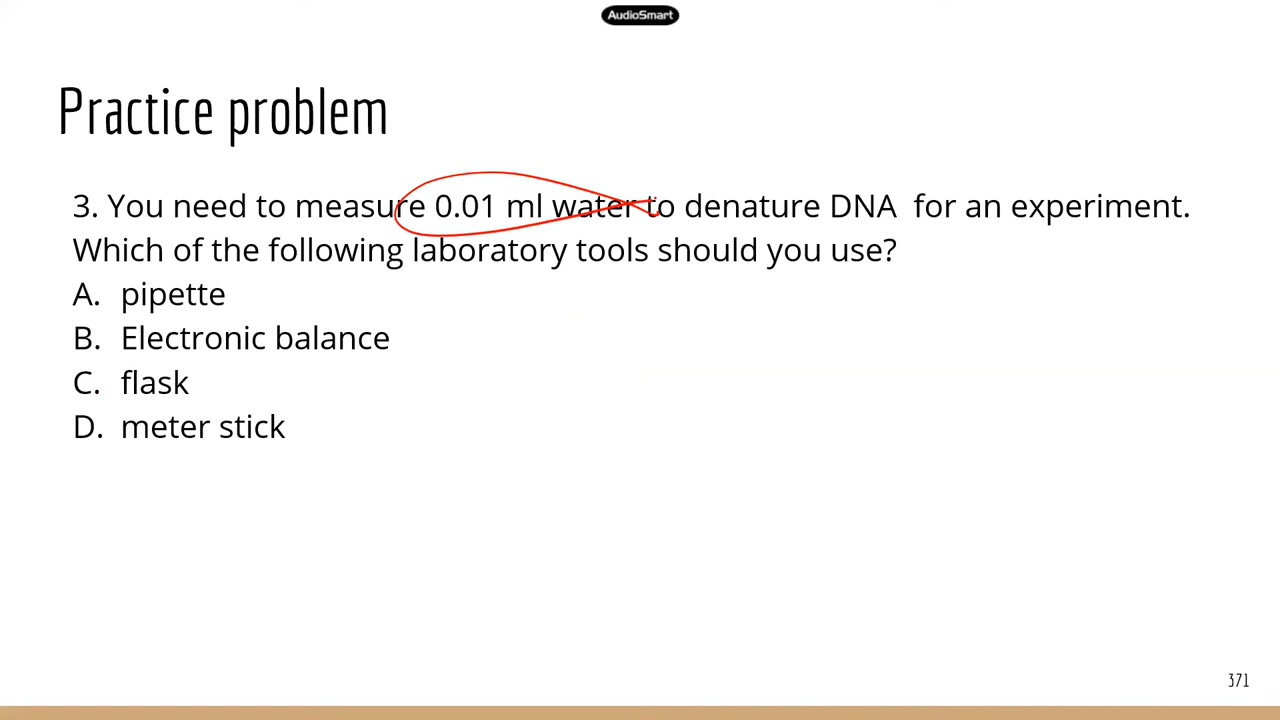 AudioSmart
Practice problem
3. You need to measure 0.01 ml water to denature DNA  for an experiment.
Which of the following laboratory tools should you use?
A. pipette
B. Electronic balance
C. flask
D. meter stick
371